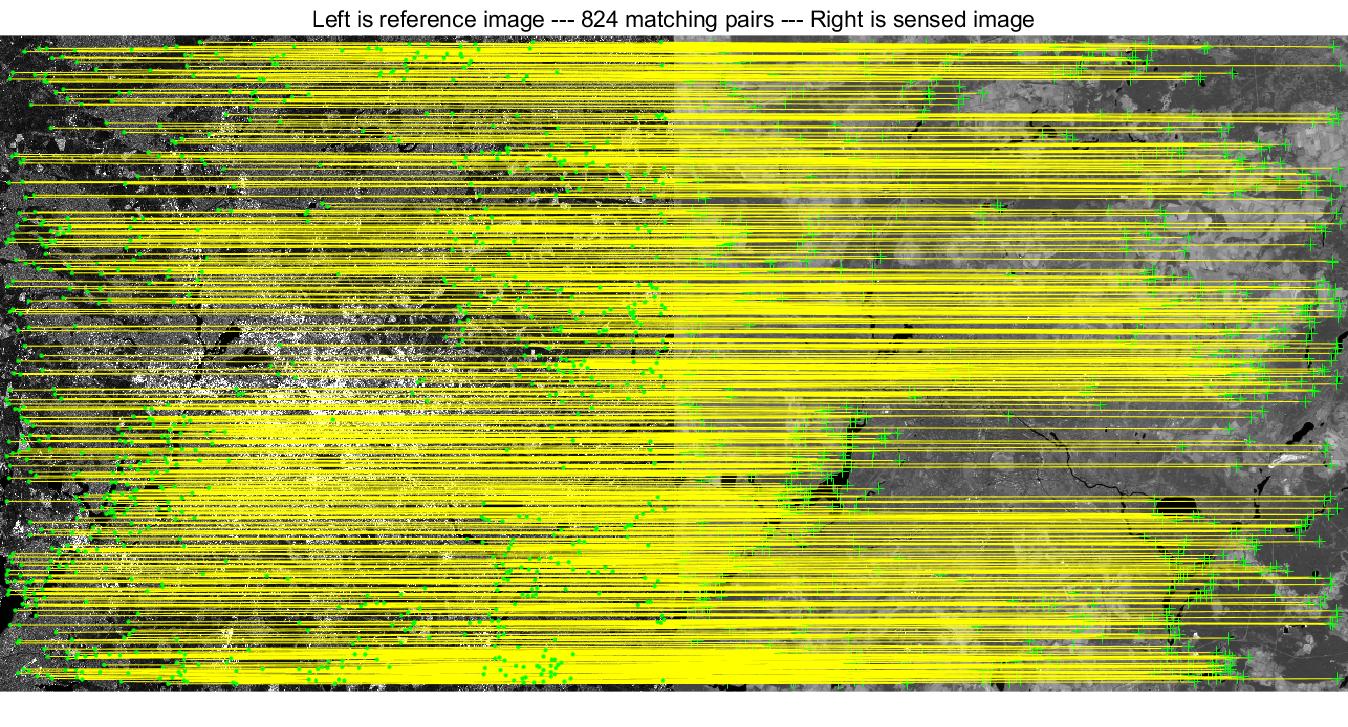 Left is reference image --- 824 matching pairs --- Right is sensed image